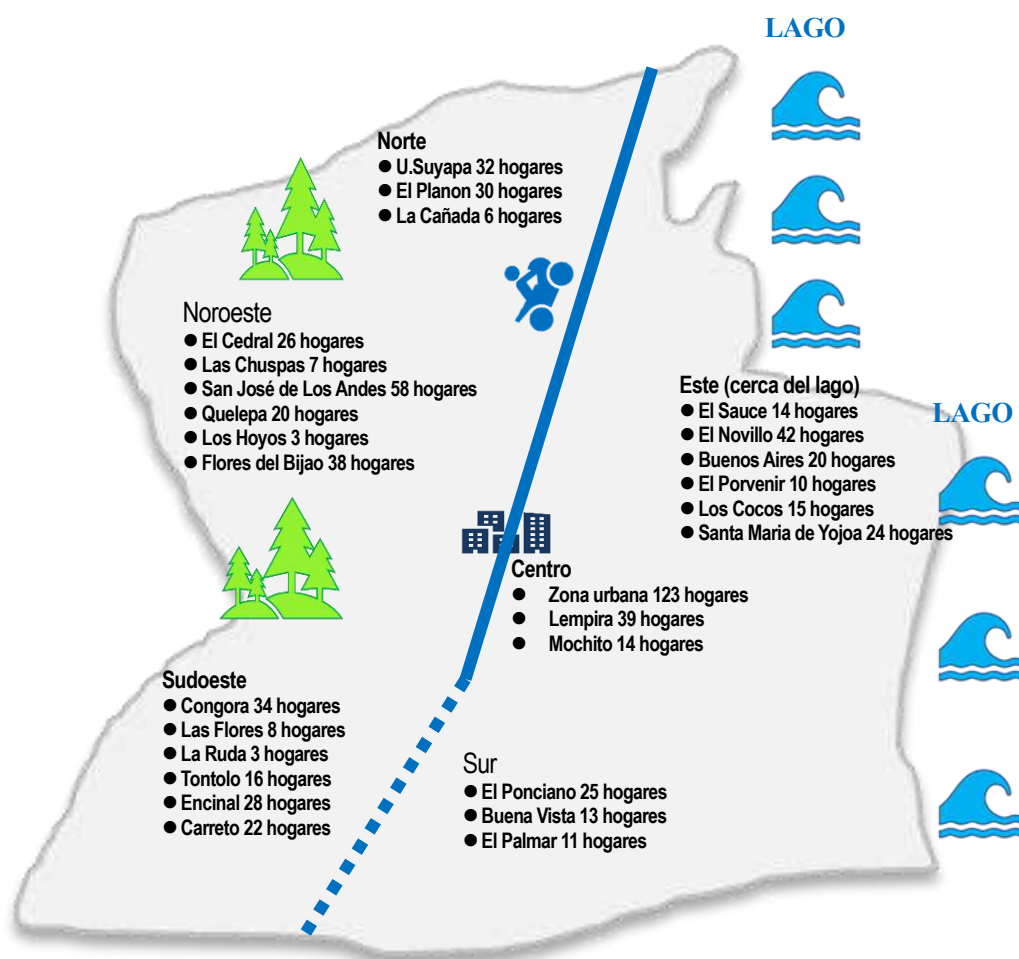 LAGO
Norte
● U.Suyapa 32 hogares
● El Planon 30 hogares
● La Cañada 6 hogares
Noroeste
● El Cedral 26 hogares
● Las Chuspas 7 hogares
● San José de Los Andes 58 hogares
● Quelepa 20 hogares
● Los Hoyos 3 hogares
● Flores del Bijao 38 hogares
Este (cerca del lago)
● El Sauce 14 hogares
● El Novillo 42 hogares
● Buenos Aires 20 hogares
● El Porvenir 10 hogares
● Los Cocos 15 hogares
● Santa Maria de Yojoa 24 hogares
LAGO
Centro
● Zona urbana 123 hogares
● Lempira 39 hogares
● Mochito 14 hogares
Sudoeste
● Congora 34 hogares
● Las Flores 8 hogares
● La Ruda 3 hogares
● Tontolo 16 hogares
● Encinal 28 hogares
● Carreto 22 hogares
Sur
● El Ponciano 25 hogares
● Buena Vista 13 hogares
● El Palmar 11 hogares